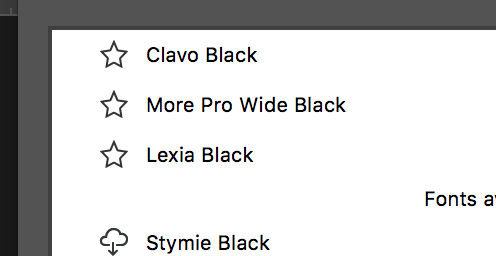 Clavo Black
More Pro Wide Black
Lexia Black
Fonts
Stymie Black